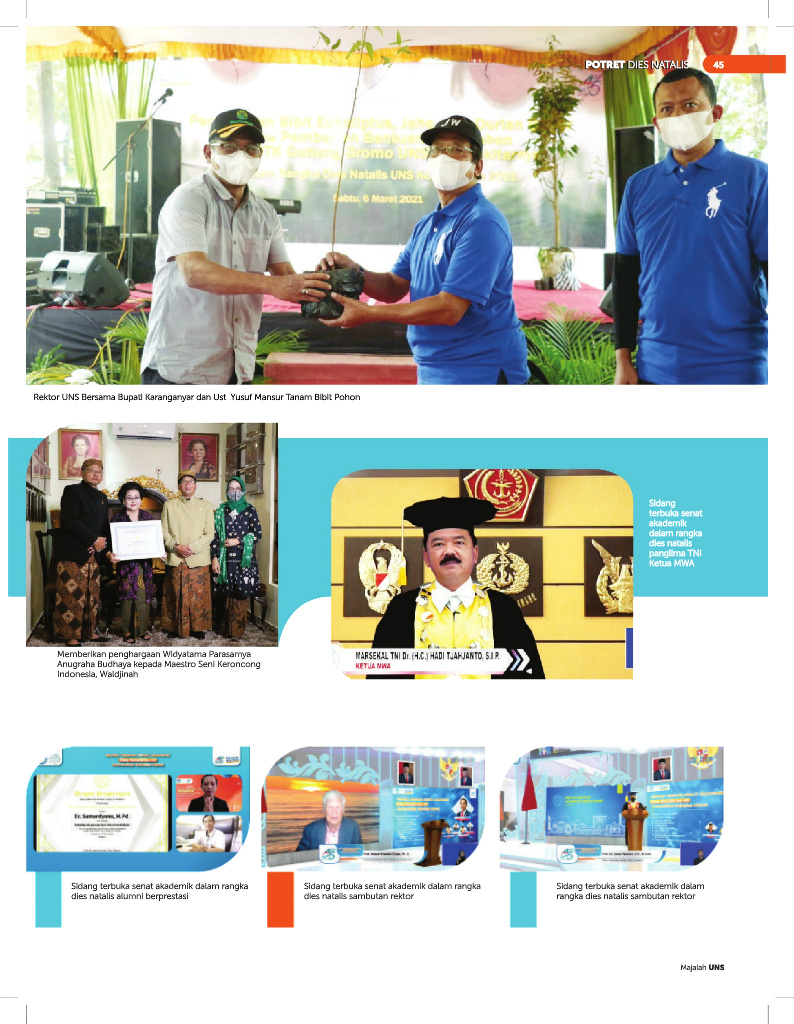 POTRET DIES NATALIS
45
Sabtu, 6 Maret 2021
Rektor UNS Bersama Bupati Karanganyar dan Ust Yusuf Mansur Tanam Bibit Pohon
Sidang
terbuka senat
akademik
dalam rangka
dies natalis
panglima TNI
Ketua MWA
MARSEKAL TNI Dr. (H.C.) HADI TJAHJANTO, S.I.P.
KETUA MWA
Memberikan penghargaan Widyatama Parasamya
Anugraha Budhaya kepada Maestro Seni Keroncong
Indonesia, Waldjinah
Dr. Sumardiyono, M.Pd.
Sidang terbuka senat akademik dalam rangka
dies natalis alumni berprestasi
Sidang terbuka senat akademik dalam rangka
dies natalis sambutan rektor
Sidang terbuka senat akademik dalam
rangka dies natalis sambutan rektor
Majalah UNS